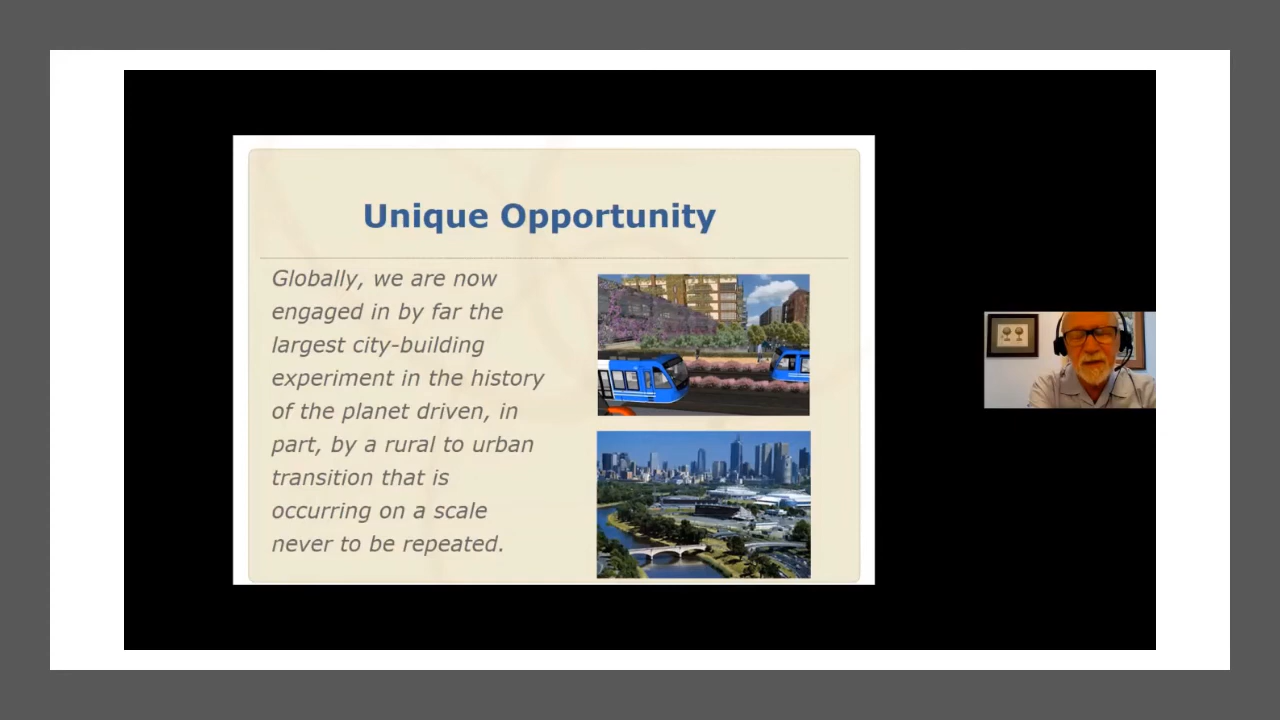 Unique Opportunity
Globally, we are now
engaged in by far the
largest city-building
experiment in the history
of the planet driven, in
part, by a rural to urban
transition that is
occurring on a scale
never to be repeated.